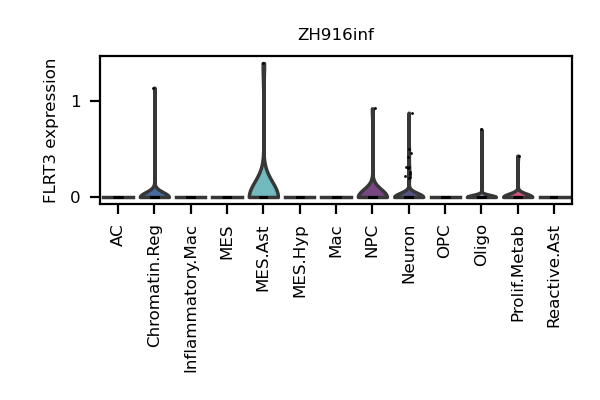 ZH916inf
FLRT3 expression
1
0
AC
Chromatin.Reg
Inflammatory.Mac
MES
MES.Ast
MES.Hyp
Mac
NPC
Neuron
OPC
Oligo
Prolif.Metab
Reactive.Ast